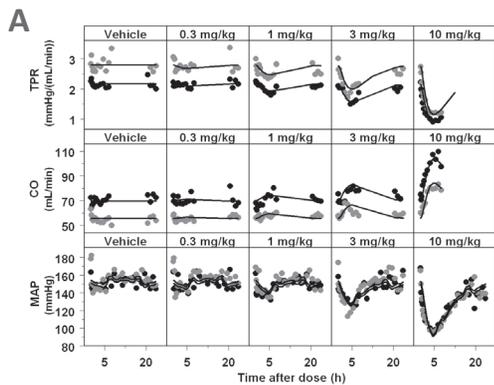 A
Vehicle 0.3 mg/kg 1 mg/kg 3 mg/kg 10 mg/kg
TPR
(mmHg/(mL/min))
3
2
1
Vehicle 0.3 mg/kg 1 mg/kg 3 mg/kg 10 mg/kg
CO
(mL/min)
110
90
70
50
Vehicle 0.3 mg/kg 1 mg/kg 3 mg/kg 10 mg/kg
MAP
(mmHg)
180
160
140
120
100
80
5 20 5 20 5 20 5 20 5 20
Time after dose (h)